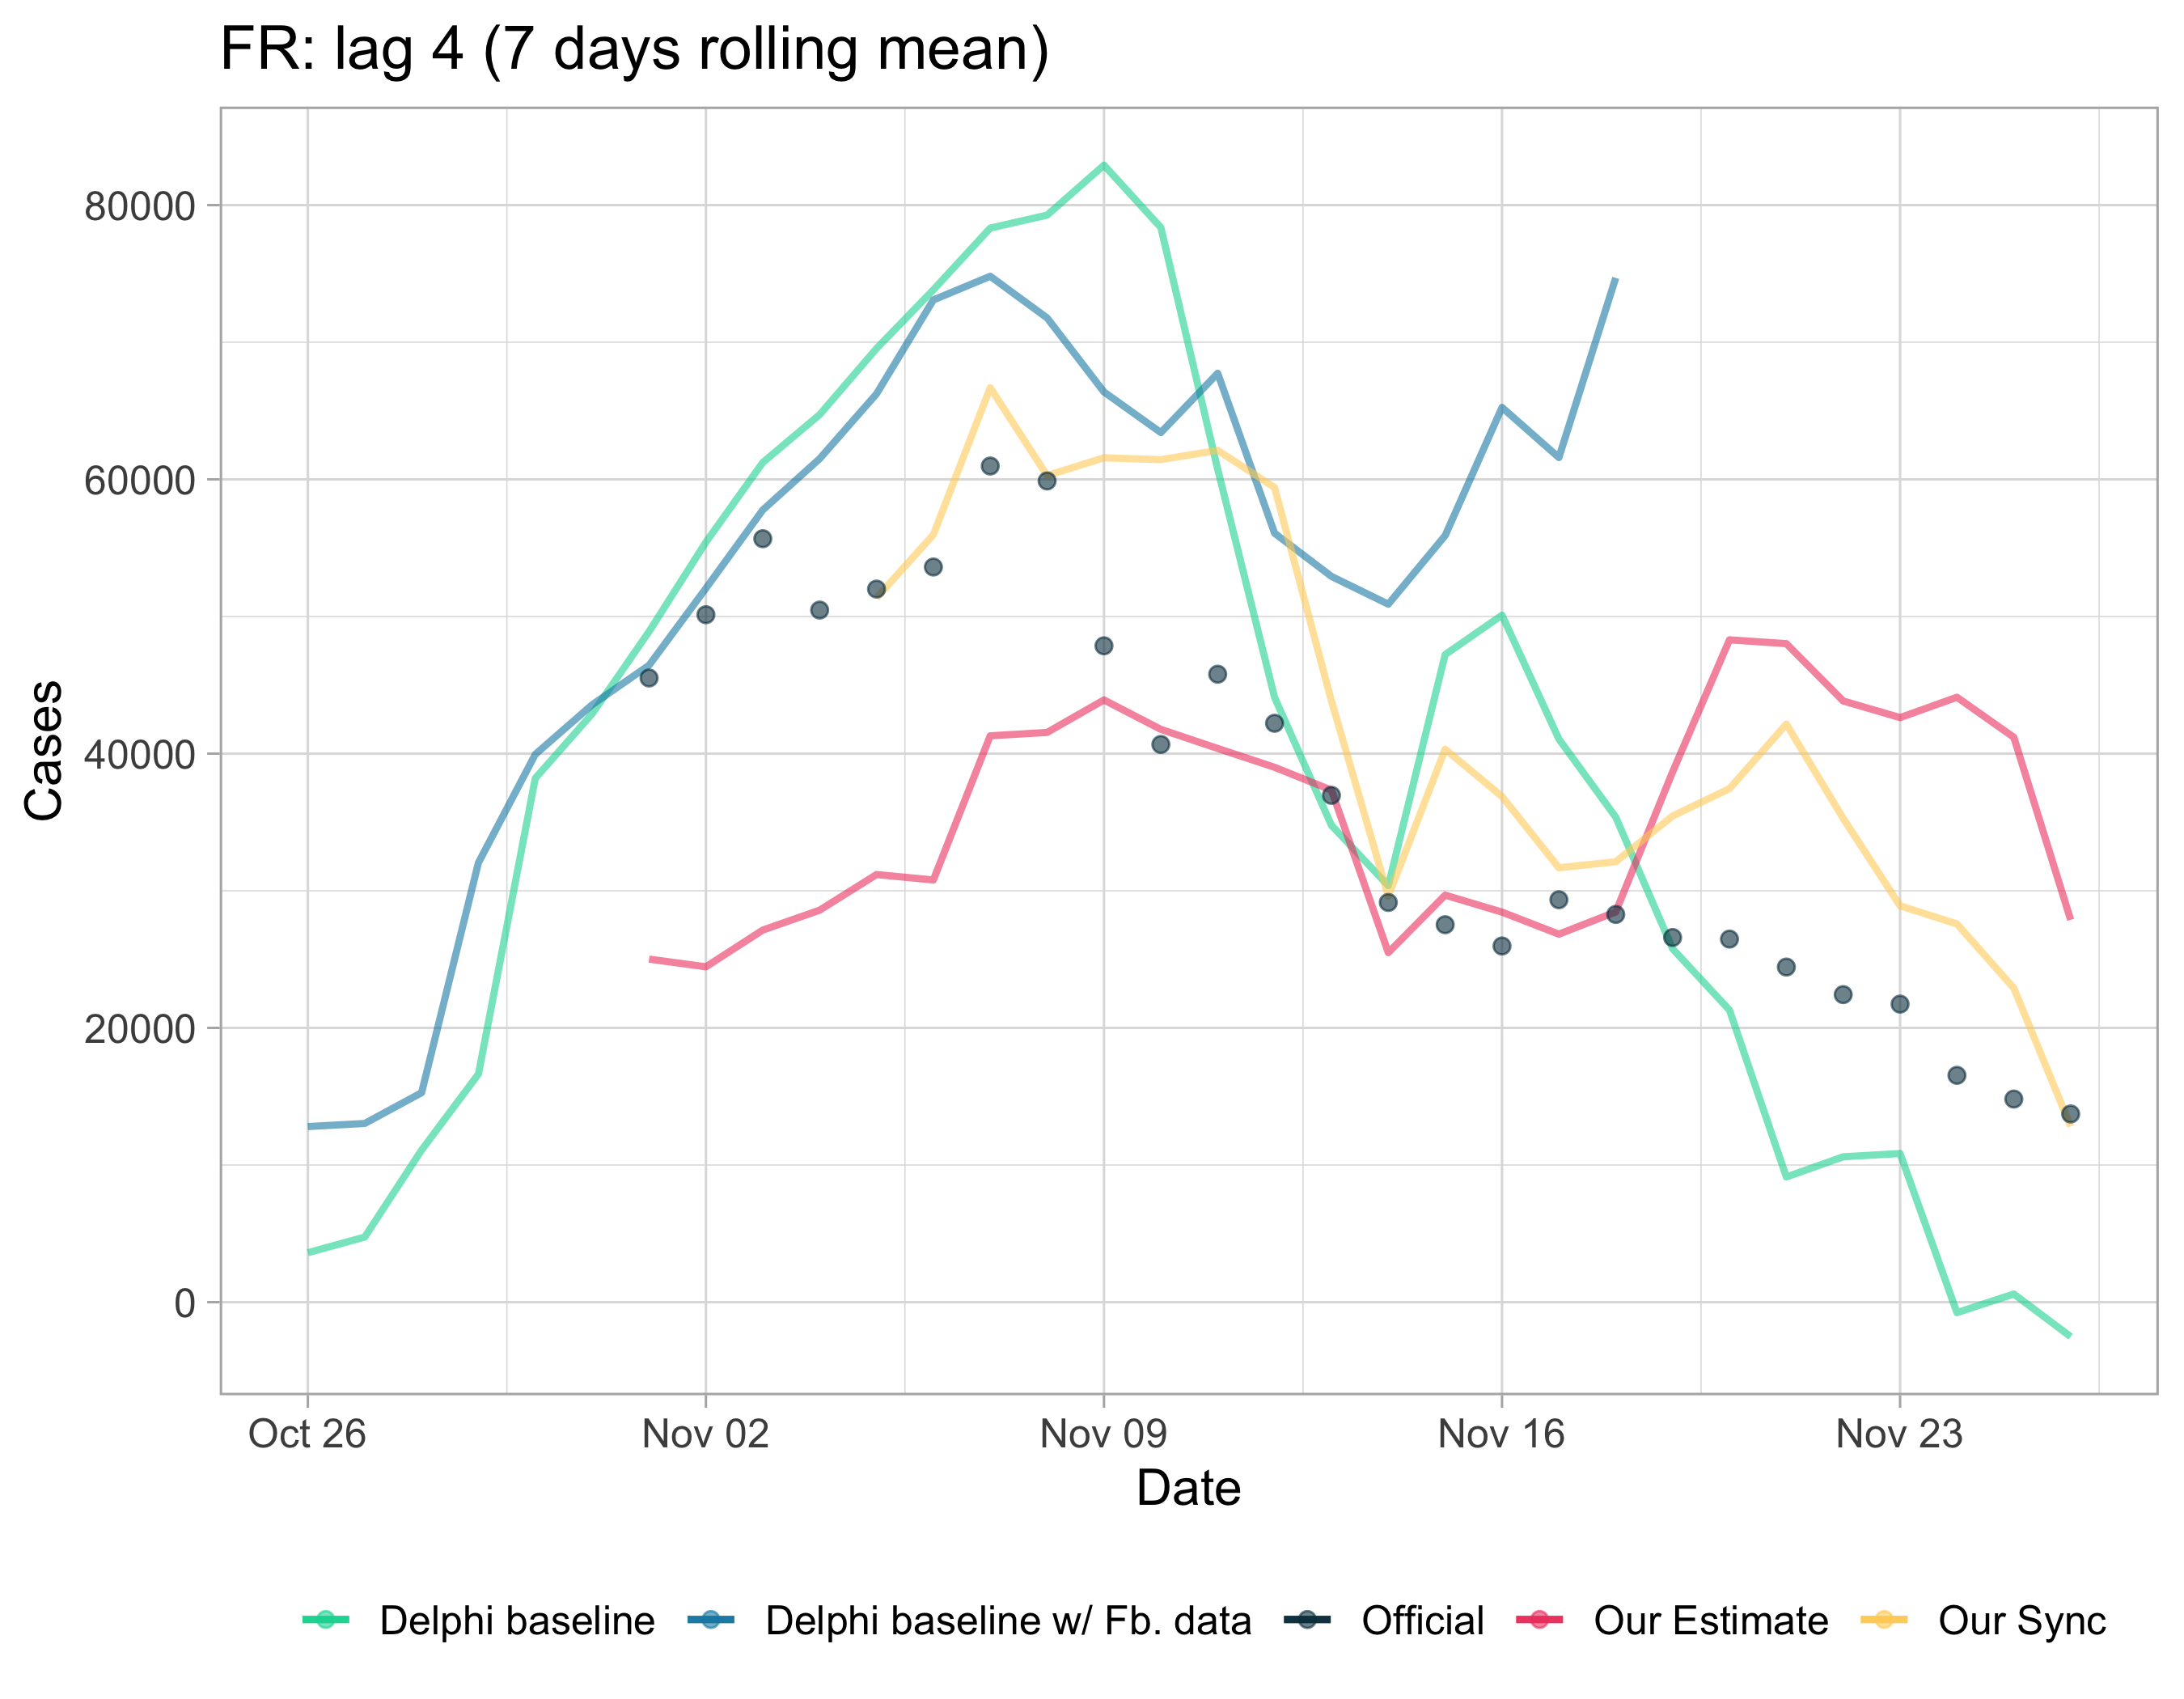 FR: lag 4 (7 days rolling mean)
80000
60000
40000
20000
0
Cases
Oct 26
Nov 02
Nov 09
Nov 16
Nov 23
Date
Delphi baseline
Delphi baseline w/ Fb. data
Official
Our Estimate
Our Sync